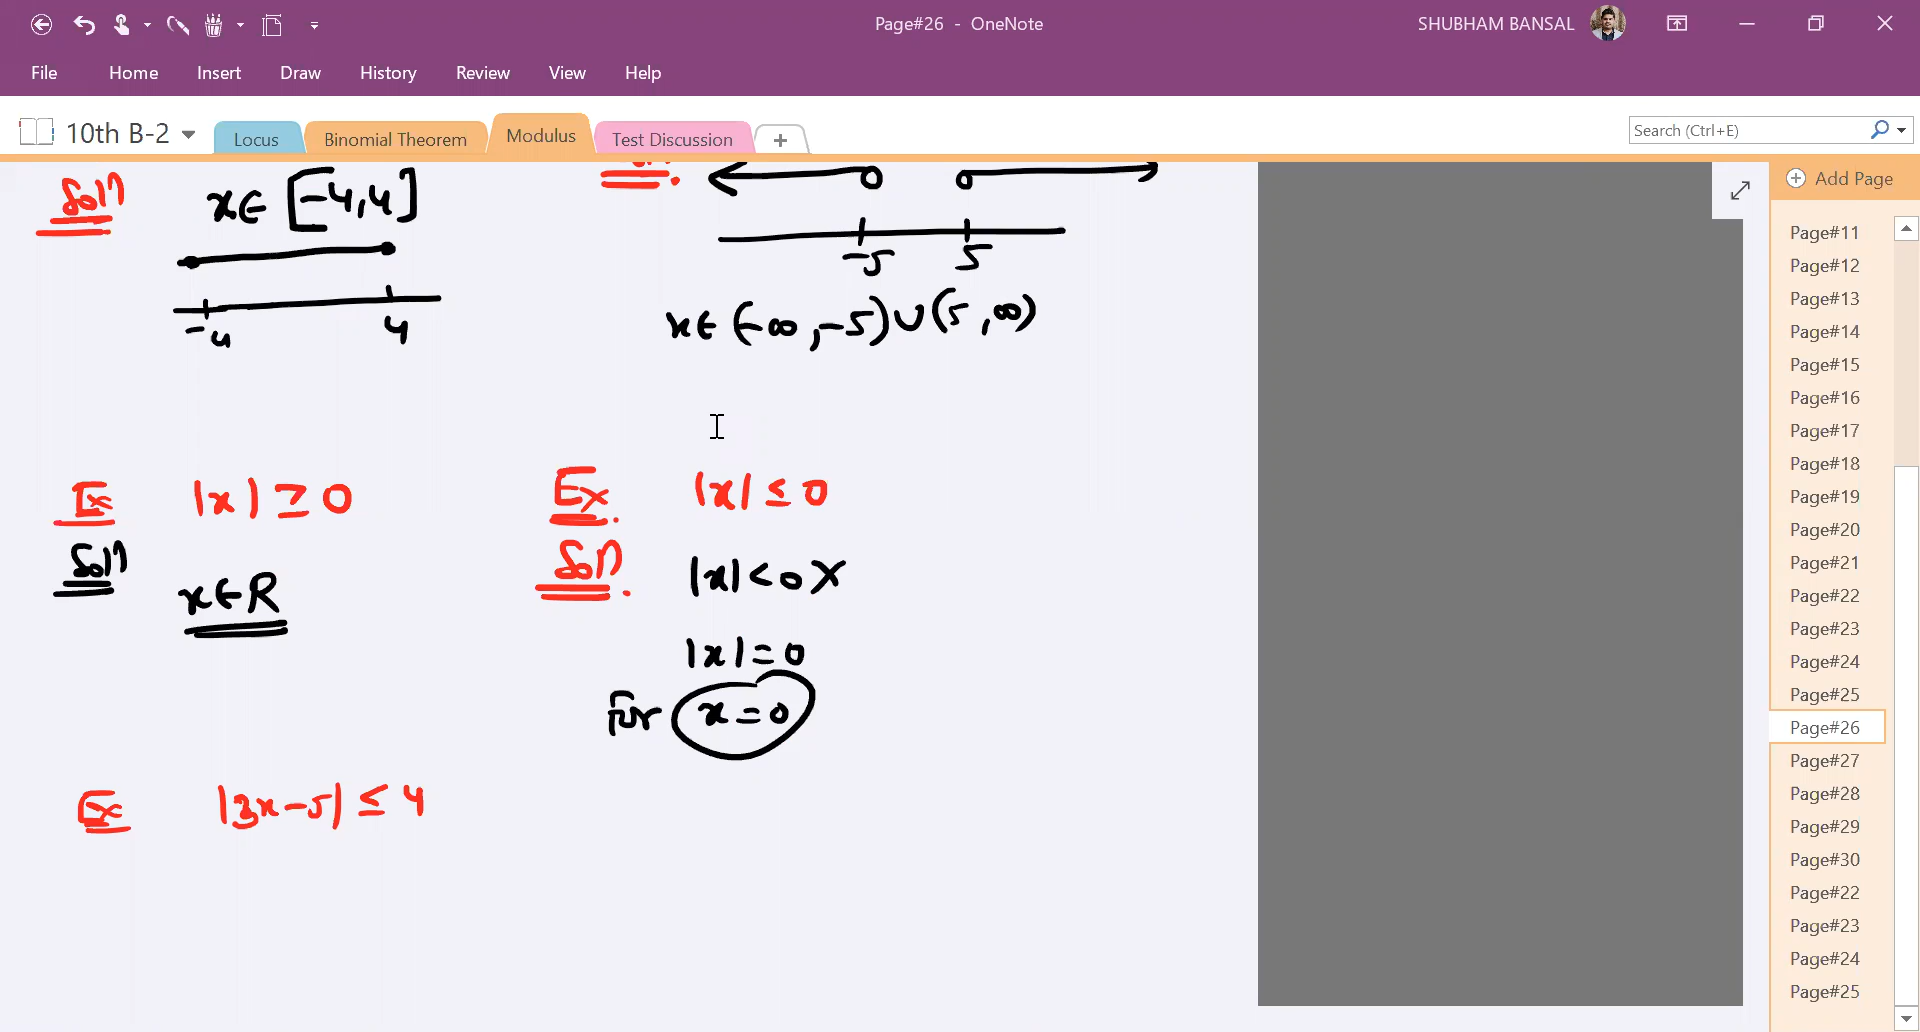 Page#26 - OneNote
SHUBHAM BANSAL
File Home Insert Draw History Review View Help
10th B-2
Locus
Binomial Theorem
Modulus
Test Discussion
Search (Ctrl+E)
Add Page
Soln
x∈ [-4,4]
-4 4
-5 5
x∈ (-∞,-5)∪(5,∞)
Ex |x| ≥ 0
Soln
x∈R
Ex. |x| ≤ 0
Soln.
|x|<0 X
|x|=0
For x=0
Ex |3x-5| ≤ 4
Page#11
Page#12
Page#13
Page#14
Page#15
Page#16
Page#17
Page#18
Page#19
Page#20
Page#21
Page#22
Page#23
Page#24
Page#25
Page#26
Page#27
Page#28
Page#29
Page#30
Page#22
Page#23
Page#24
Page#25